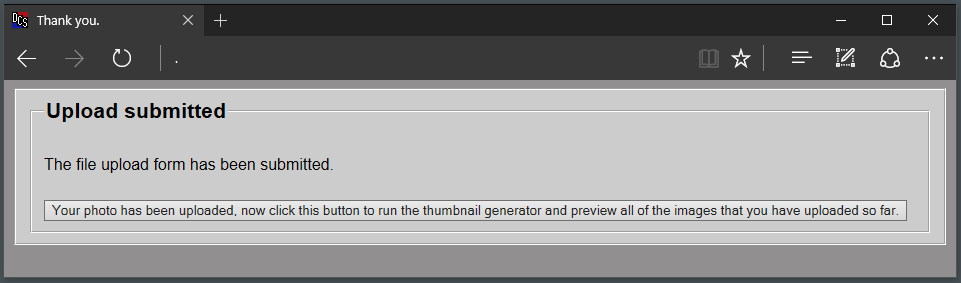 DCS Thank you.
.
Upload submitted
The file upload form has been submitted.
Your photo has been uploaded, now click this button to run the thumbnail generator and preview all of the images that you have uploaded so far.